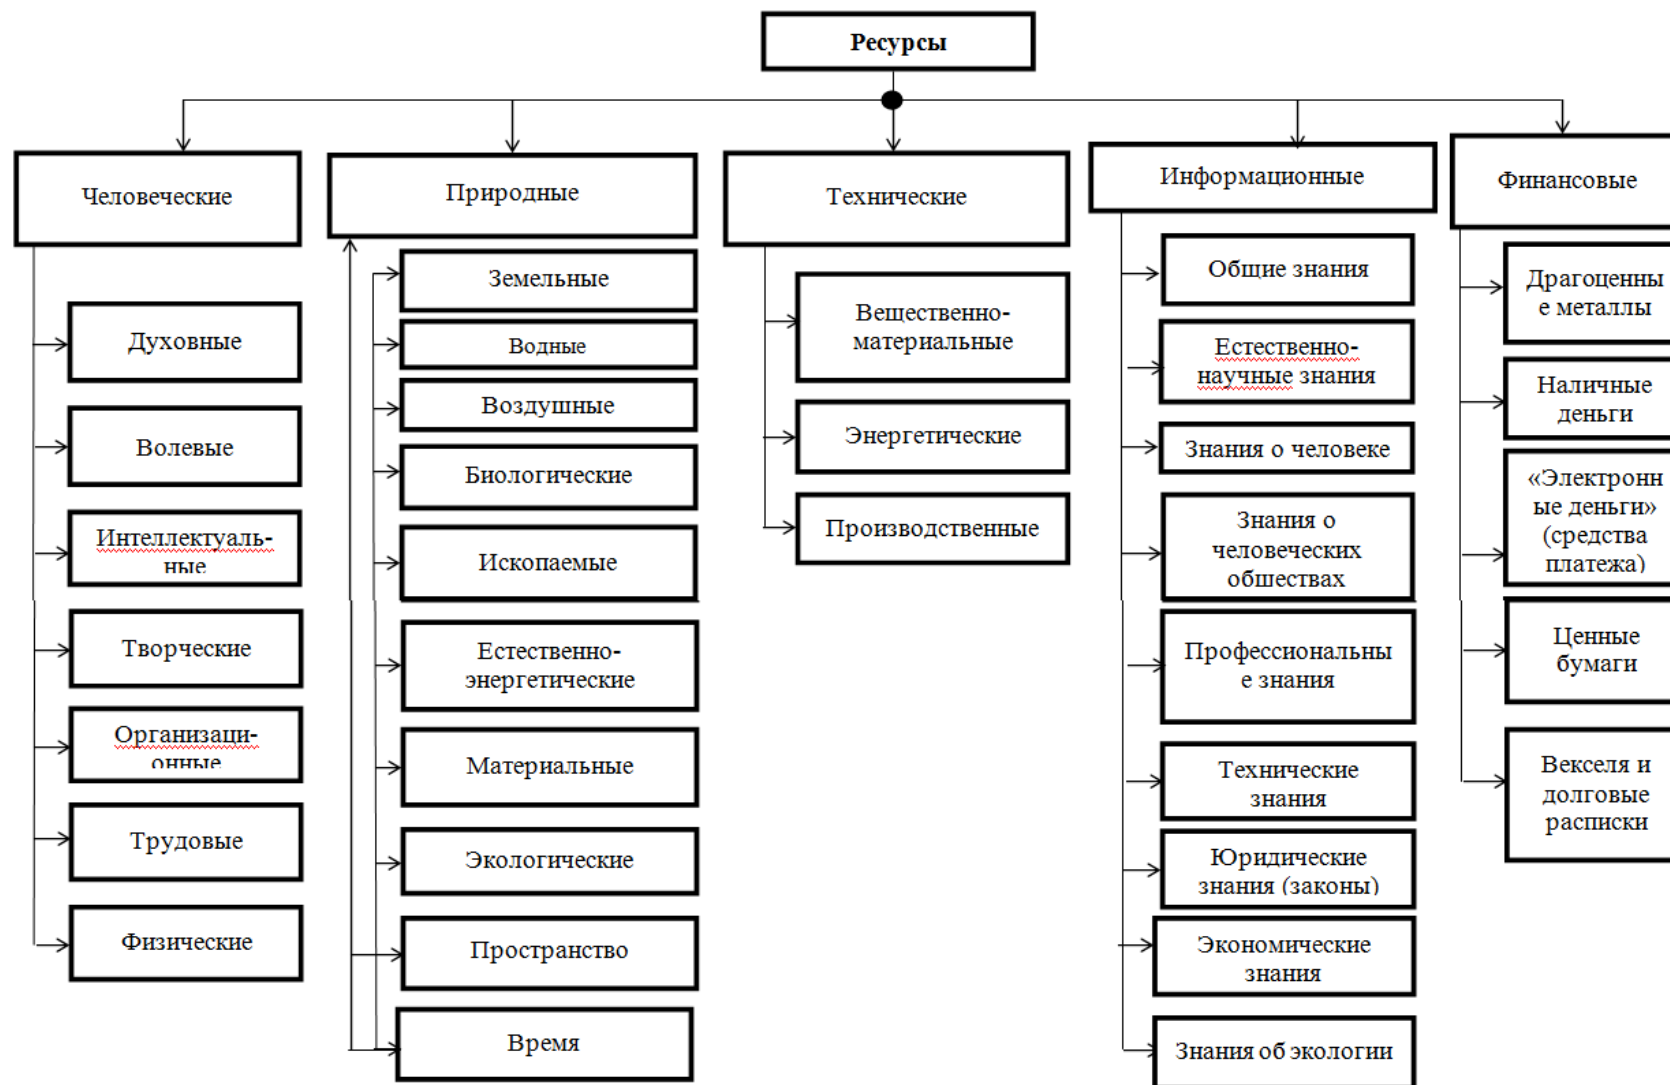 Ресурсы
Человеческие
Духовные
Волевые
Интеллектуаль-
ные
Творческие
Организаци-
онные
Трудовые
Физические
Природные
Земельные
Водные
Воздушные
Биологические
Ископаемые
Естественно-
энергетические
Материальные
Экологические
Пространство
Время
Технические
Вещественно-
материальные
Энергетические
Производственные
Информационные
Общие знания
Естественно-
научные знания
Знания о человеке
Знания о
человеческих
обществах
Профессиональны
е знания
Технические
знания
Юридические
знания (законы)
Экономические
знания
Знания об экологии
Финансовые
Драгоценны
е металлы
Наличные
деньги
«Электронн
ые деньги»
(средства
платежа)
Ценные
бумаги
Векселя и
долговые
расписки